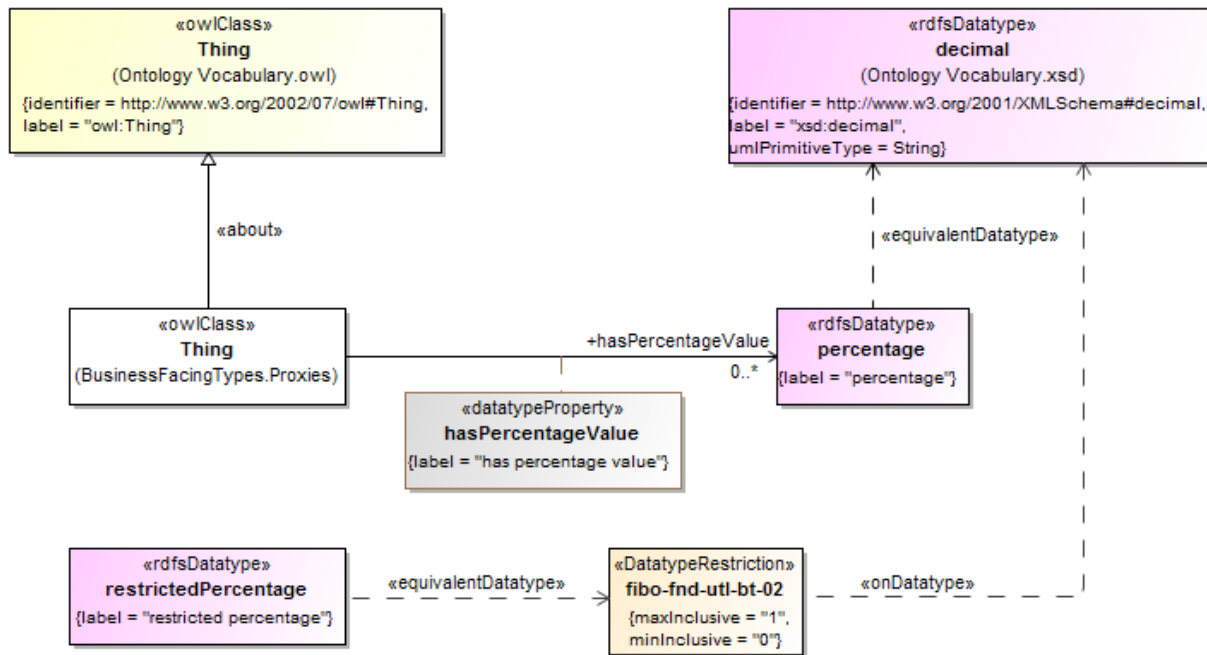 «owlClass»
Thing
(Ontology Vocabulary.owl)
{identifier = http://www.w3.org/2002/07/owl#Thing,
label = "owl:Thing"}
«rdfsDatatype»
decimal
(Ontology Vocabulary.xsd)
{identifier = http://www.w3.org/2001/XMLSchema#decimal,
label = "xsd:decimal",
umlPrimitiveType = String}
«about»
«equivalentDatatype»
«owlClass»
Thing
(BusinessFacingTypes.Proxies)
+hasPercentageValue
0..*
«rdfsDatatype»
percentage
{label = "percentage"}
«datatypeProperty»
hasPercentageValue
{label = "has percentage value"}
«rdfsDatatype»
restrictedPercentage
{label = "restricted percentage"}
«equivalentDatatype»
«DatatypeRestriction»
fibo-fnd-utl-bt-02
{maxInclusive = "1",
minInclusive = "0"}
«onDatatype»